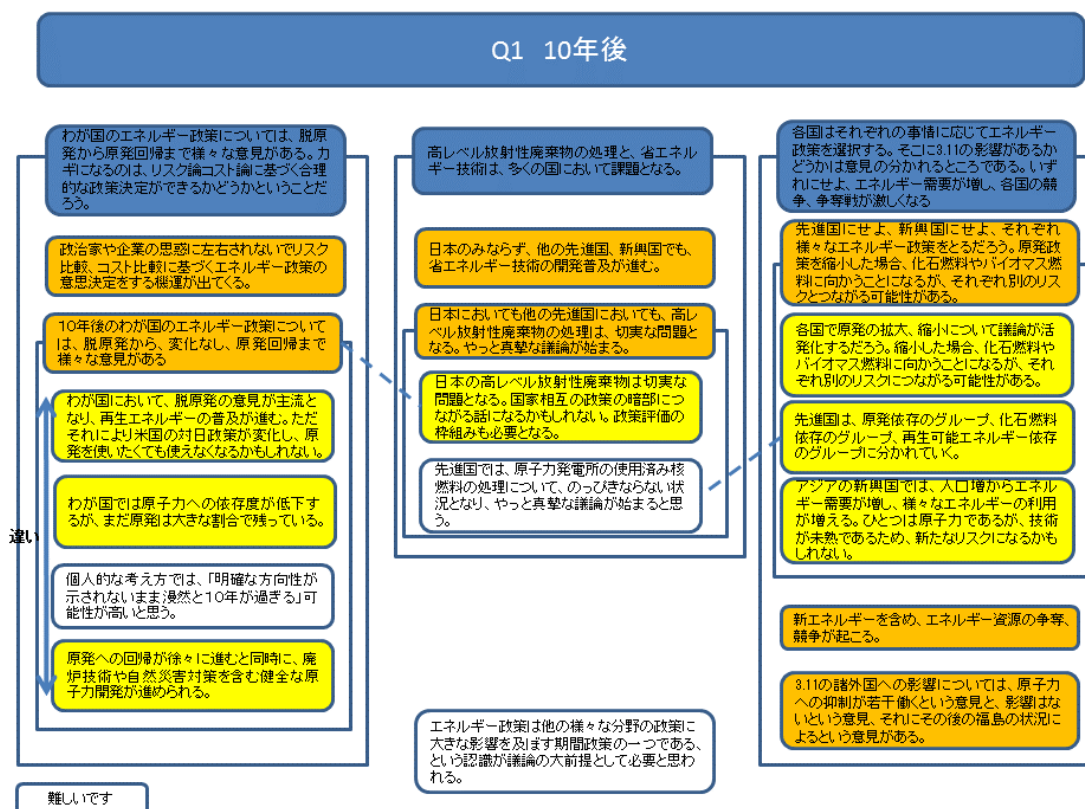 Q1 10年後
わが国のエネルギー政策については、脱原
発から原発回帰まで様々な意見がある。カ
ギになるのは、リスク論コスト論に基づく合理
的な政策決定ができるかどうかということだ
ろう。
政治家や企業の思惑に左右されないでリスク
比較、コスト比較に基づくエネルギー政策の
意思決定をする機運が出てくる。
10年後のわが国のエネルギー政策について
は、脱原発から、変化なし、原発回帰まで
様々な意見がある
わが国において、脱原発の意見が主流と
なり、再生エネルギーの普及が進む。ただ
それにより米国の対日政策が変化し、原
発を使いたくても使えなくなるかもしれない。
わが国では原子力への依存度が低下す
るが、まだ原発は大きな割合で残っている。
違い
個人的な考え方では、「明確な方向性が
示されないまま漫然と10年が過ぎる」可
能性が高いと思う。
原発への回帰が徐々に進むと同時に、廃
炉技術や自然災害対策を含む健全な原
子力開発が進められる。
難しいです
高レベル放射性廃棄物の処理と、省エネル
ギー技術は、多くの国において課題となる。
日本のみならず、他の先進国、新興国でも、
省エネルギー技術の開発普及が進む。
日本においても他の先進国においても、高レ
ベル放射性廃棄物の処理は、切実な問題
となる。やっと真摯な議論が始まる。
日本の高レベル放射性廃棄物は切実な
問題となる。国家相互の政策の暗部につ
ながる話になるかもしれない。政策評価の
枠組みも必要となる。
先進国では、原子力発電所の使用済み核
燃料の処理について、のっぴきならない状
況となり、やっと真摯な議論が始まると思
う。
エネルギー政策は他の様々な分野の政策に
大きな影響を及ぼす期間政策の一つである、
という認識が議論の大前提として必要と思わ
れる。
各国はそれぞれの事情に応じてエネルギー
政策を選択する。そこに3.11の影響があるか
どうかは意見の分かれるところである。いず
れにせよ、エネルギー需要が増し、各国の競
争、争奪戦が激しくなる
先進国にせよ、新興国にせよ、それぞれ
様々なエネルギー政策をとるだろう。原発政
策を縮小した場合、化石燃料やバイオマス燃
料に向かうことになるが、それぞれ別のリス
クとつながる可能性がある。
各国で原発の拡大、縮小について議論が活
発化するだろう。縮小した場合、化石燃料や
バイオマス燃料に向かうことになるが、それ
ぞれ別のリスクにつながる可能性がある。
先進国は、原発依存のグループ、化石燃料
依存のグループ、再生可能エネルギー依存
のグループに分かれていく。
アジアの新興国では、人口増からエネル
ギー需要が増し、様々なエネルギーの利用
が増える。ひとつは原子力であるが、技術
が未熟であるため、新たなリスクになるかも
しれない。
新エネルギーを含め、エネルギー資源の争奪、
競争が起こる。
3.11の諸外国への影響については、原子力
への抑制が若干働くという意見と、影響はな
いという意見、それにその後の福島の状況に
よるという意見がある。